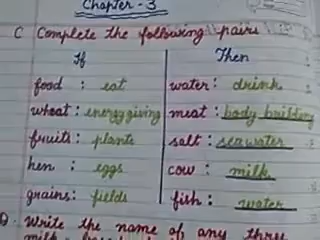 Chapter - 3
C Complete the following pairs
If Then
food : eat water : drink
wheat : energy giving meat : body building
fruits : plants salt : sea water
hen : eggs cow : milk
grains : fields fish : water
D. Write the name of any three
milk